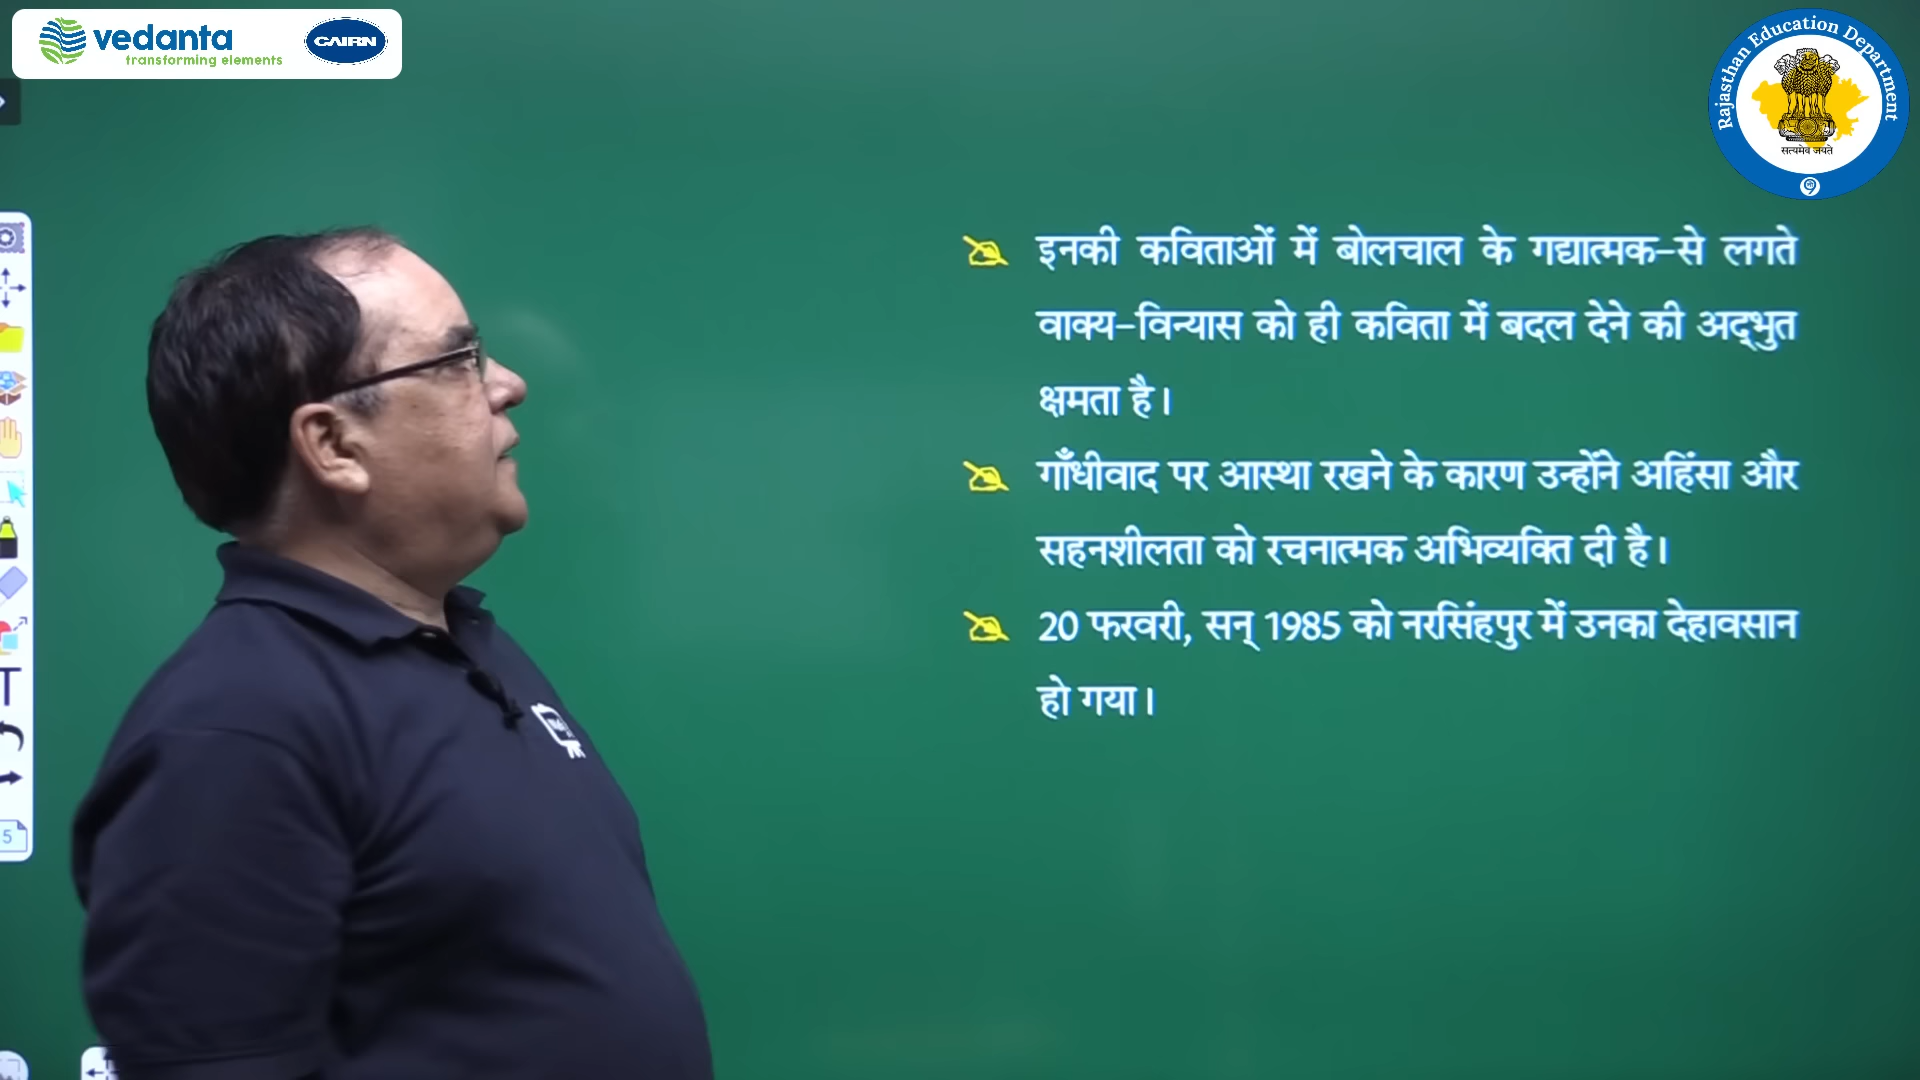 vedanta
transforming elements
CAIRN
Rajasthan Education Department
सत्यमेव जयते
इनकी कविताओं में बोलचाल के गद्यात्मक-से लगते
वाक्य-विन्यास को ही कविता में बदल देने की अद्‌भुत
क्षमता है।
गाँधीवाद पर आस्था रखने के कारण उन्होंने अहिंसा और
सहनशीलता को रचनात्मक अभिव्यक्ति दी है।
20 फरवरी, सन् 1985 को नरसिंहपुर में उनका देहावसान
हो गया।
T
5